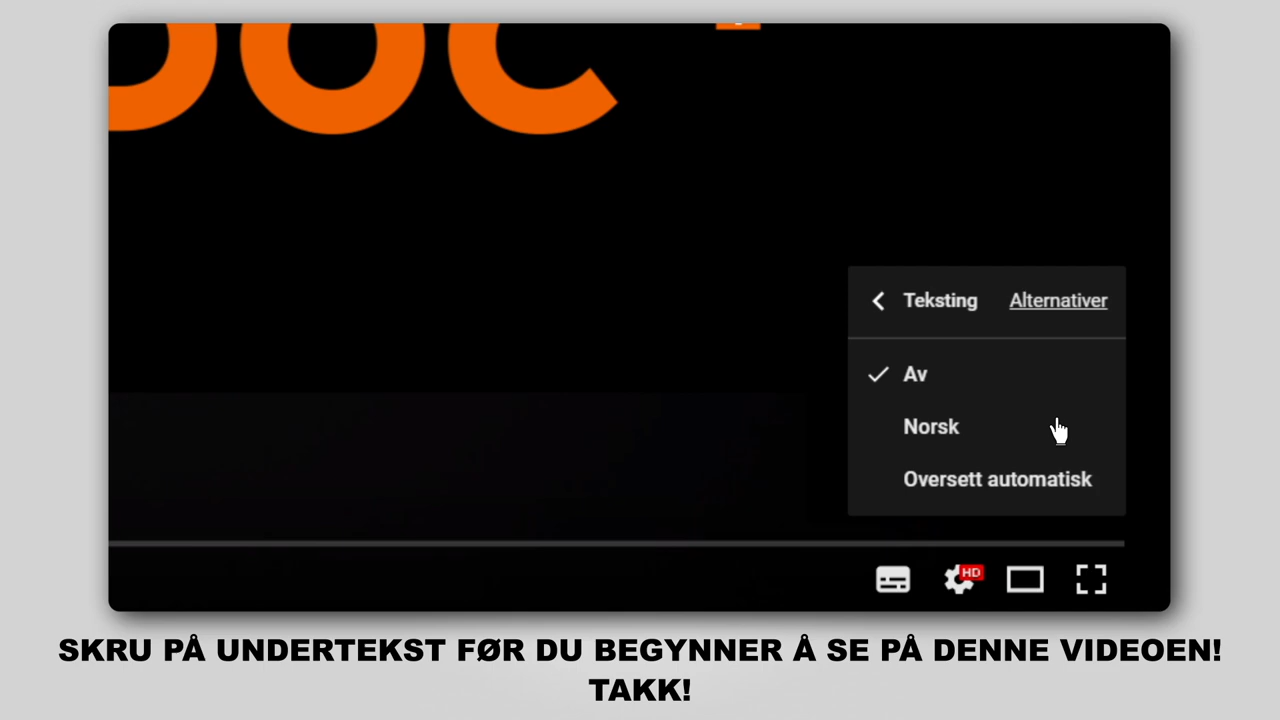 Teksting Alternativer
Av
Norsk
Oversett automatisk
HD
SKRU PÅ UNDERTEKST FØR DU BEGYNNER Å SE PÅ DENNE VIDEOEN!
TAKK!